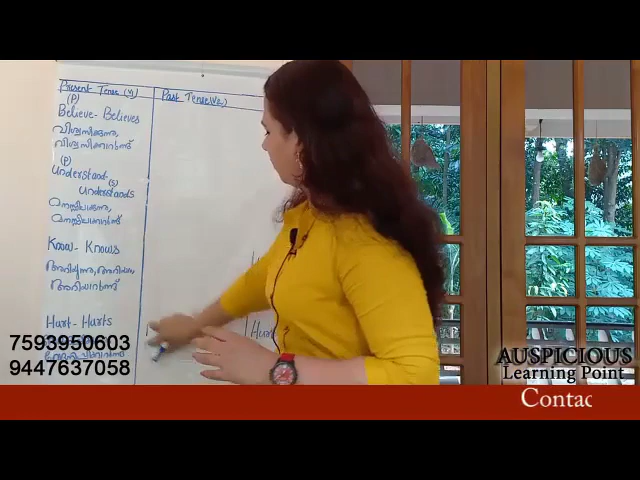 Present Tense (V1)
Past Tense (V2)
(P)
Believe - Believes
വിശ്വസിക്കുന്നു,
വിശ്വസിക്കാറുണ്ട്
(P)
Understand-
(S)
Understands
മനസ്സിലാക്കുന്നു,
മനസ്സിലാക്കാറുണ്ട്
Know - Knows
അറിയുന്നു, അറിയാം,
അറിയാറുണ്ട്
Hurt - Hurts
7593950603
9447637058
AUSPICIOUS
Learning Point
Contac